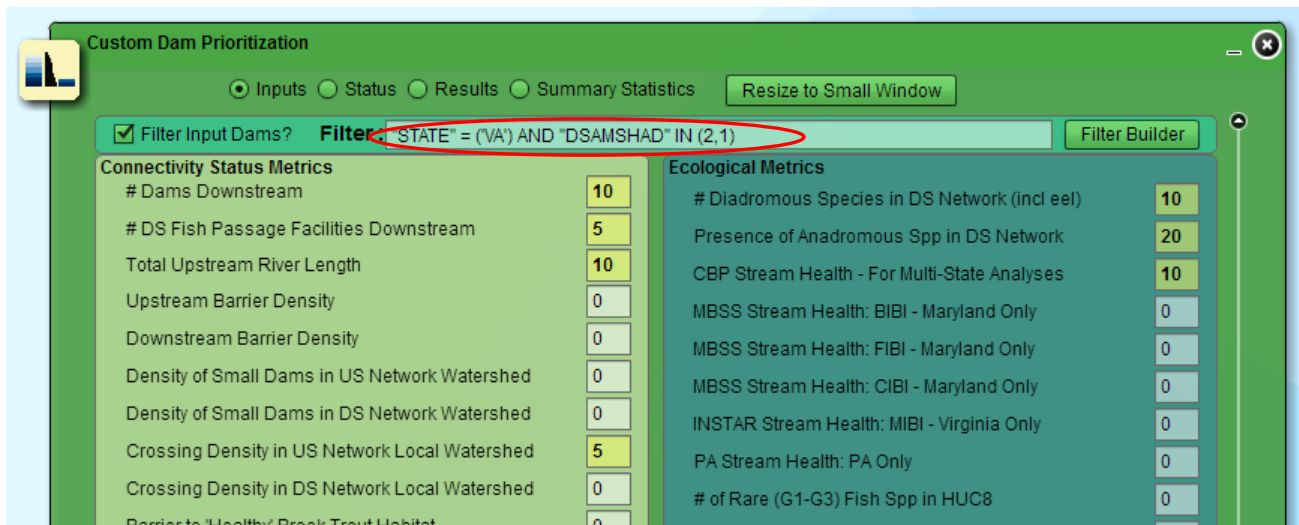 Custom Dam Prioritization
Inputs Status Results Summary Statistics Resize to Small Window
Filter Input Dams? Filter: "STATE" = ('VA') AND "DSAMSHAD" IN (2,1) Filter Builder
Connectivity Status Metrics
# Dams Downstream 10
# DS Fish Passage Facilities Downstream 5
Total Upstream River Length 10
Upstream Barrier Density 0
Downstream Barrier Density 0
Density of Small Dams in US Network Watershed 0
Density of Small Dams in DS Network Watershed 0
Crossing Density in US Network Local Watershed 5
Crossing Density in DS Network Local Watershed 0
Barrier to 'Healthy' Brook Trout Habitat 0
Ecological Metrics
# Diadromous Species in DS Network (incl eel) 10
Presence of Anadromous Spp in DS Network 20
CBP Stream Health - For Multi-State Analyses 10
MBSS Stream Health: BIBI - Maryland Only 0
MBSS Stream Health: FIBI - Maryland Only 0
MBSS Stream Health: CIBI - Maryland Only 0
INSTAR Stream Health: MIBI - Virginia Only 0
PA Stream Health: PA Only 0
# of Rare (G1-G3) Fish Spp in HUC8 0